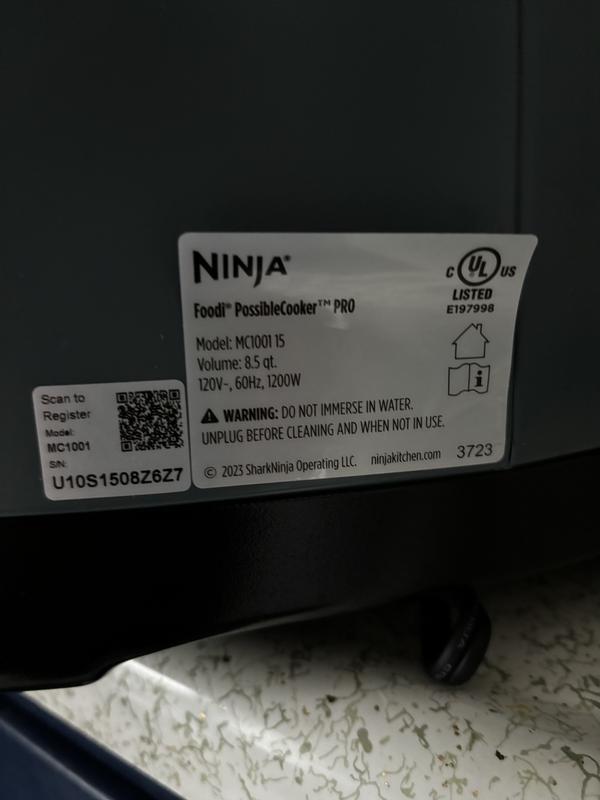 NINJA®
Foodi® PossibleCooker™ PRO
Model: MC1001 15
Volume: 8.5 qt.
120V~, 60Hz, 1200W
⚠ WARNING: DO NOT IMMERSE IN WATER.
UNPLUG BEFORE CLEANING AND WHEN NOT IN USE.
© 2023 SharkNinja Operating LLC. ninjakitchen.com 3723
C UL US
LISTED
E197998
i
Scan to
Register
Model:
MC1001
S/N:
U10S1508Z6Z7